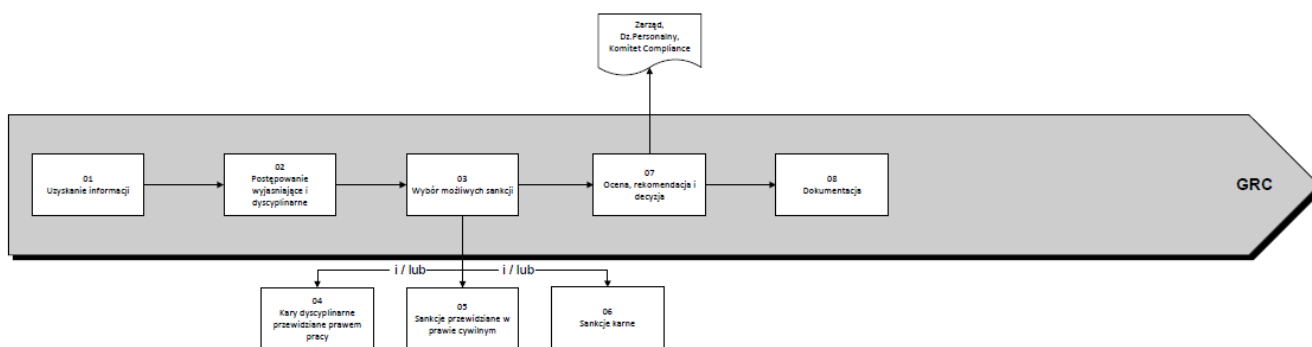 Zarząd,
Dz.Personalny,
Komitet Compliance
01
Uzyskanie informacji
02
Postępowanie
wyjaśniające i
dyscyplinarne
03
Wybór możliwych sankcji
07
Ocena, rekomendacja i
decyzja
08
Dokumentacja
GRC
i / lub
i / lub
04
Kary dyscyplinarne
przewidziane prawem
pracy
05
Sankcje przewidziane w
prawie cywilnym
06
Sankcje karne